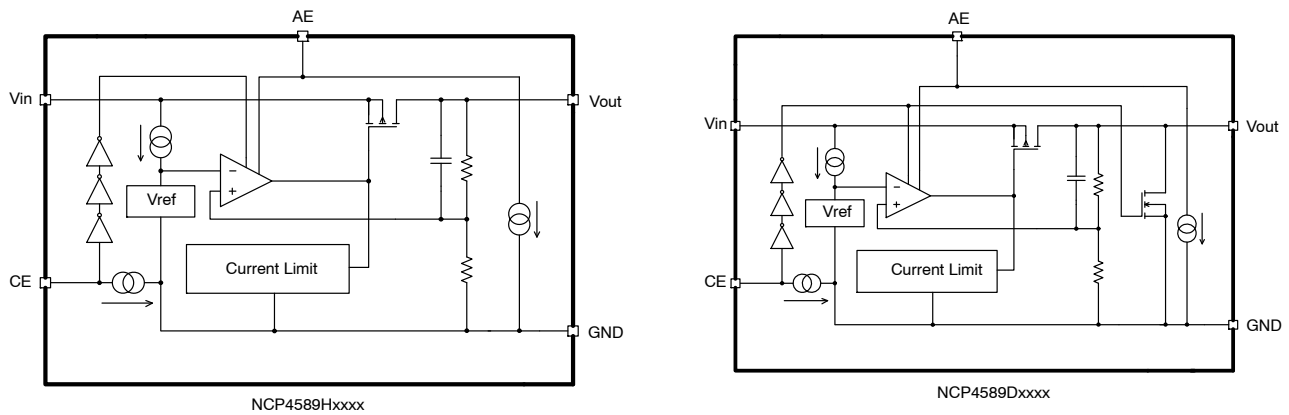 AE
Vin
Vout
−
+
Vref
Current Limit
CE
GND
NCP4589Hxxxx
AE
Vin
Vout
−
+
Vref
Current Limit
CE
GND
NCP4589Dxxxx